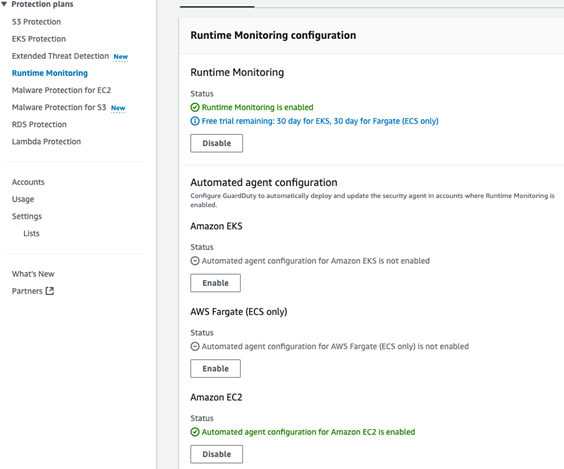 Protection plans
S3 Protection
EKS Protection
Extended Threat Detection New
Runtime Monitoring
Malware Protection for EC2
Malware Protection for S3 New
RDS Protection
Lambda Protection
Accounts
Usage
Settings
Lists
What's New
Partners
Runtime Monitoring configuration
Runtime Monitoring
Status
Runtime Monitoring is enabled
Free trial remaining: 30 day for EKS, 30 day for Fargate (ECS only)
Disable
Automated agent configuration
Configure GuardDuty to automatically deploy and update the security agent in accounts where Runtime Monitoring is
enabled.
Amazon EKS
Status
Automated agent configuration for Amazon EKS is not enabled
Enable
AWS Fargate (ECS only)
Status
Automated agent configuration for AWS Fargate (ECS only) is not enabled
Enable
Amazon EC2
Status
Automated agent configuration for Amazon EC2 is enabled
Disable